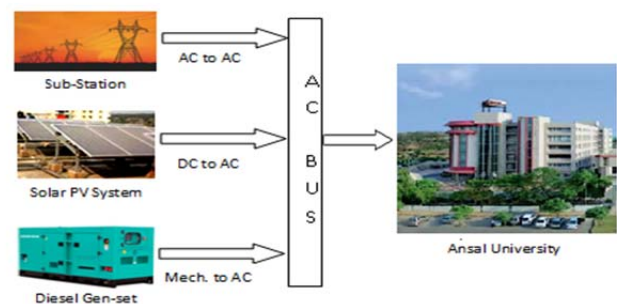 AC to AC
Sub-Station
DC to AC
Solar PV System
Mech. to AC
Diesel Gen-set
A
C
B
U
S
Ansal University